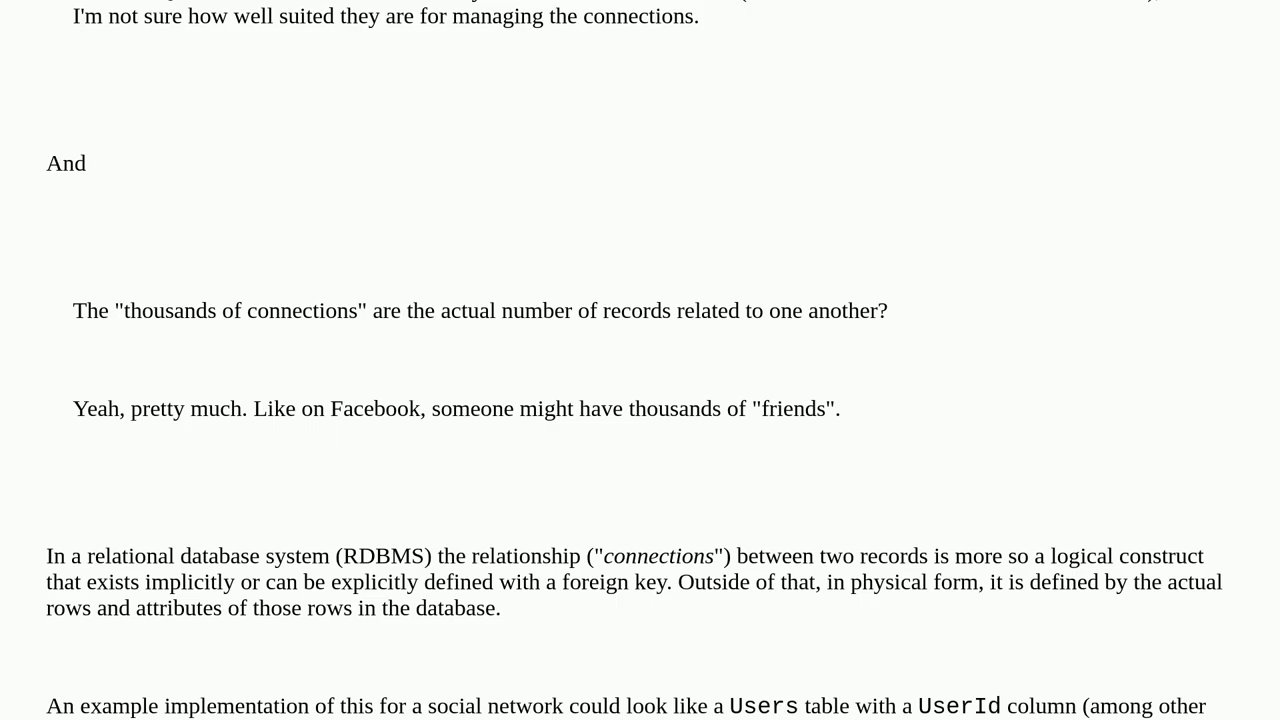 I'm not sure how well suited they are for managing the connections.
And
The "thousands of connections" are the actual number of records related to one another?
Yeah, pretty much. Like on Facebook, someone might have thousands of "friends".
In a relational database system (RDBMS) the relationship ("connections") between two records is more so a logical construct
that exists implicitly or can be explicitly defined with a foreign key. Outside of that, in physical form, it is defined by the actual
rows and attributes of those rows in the database.
An example implementation of this for a social network could look like a Users table with a UserId column (among other